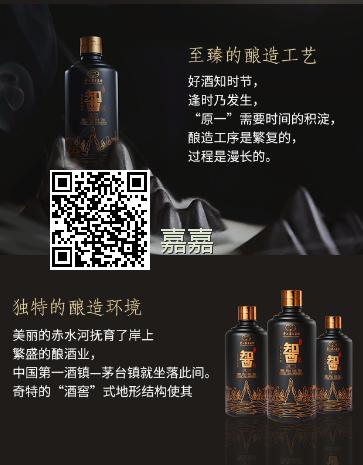 至臻的酿造工艺
好酒知时节，
逢时乃发生，
“原一”需要时间的积淀，
酿造工序是繁复的，
过程是漫长的。
智
嘉嘉
独特的酿造环境
美丽的赤水河抚育了岸上
繁盛的酿酒业，
中国第一酒镇—茅台镇就坐落此间。
奇特的“酒窖”式地形结构使其
智
智
智